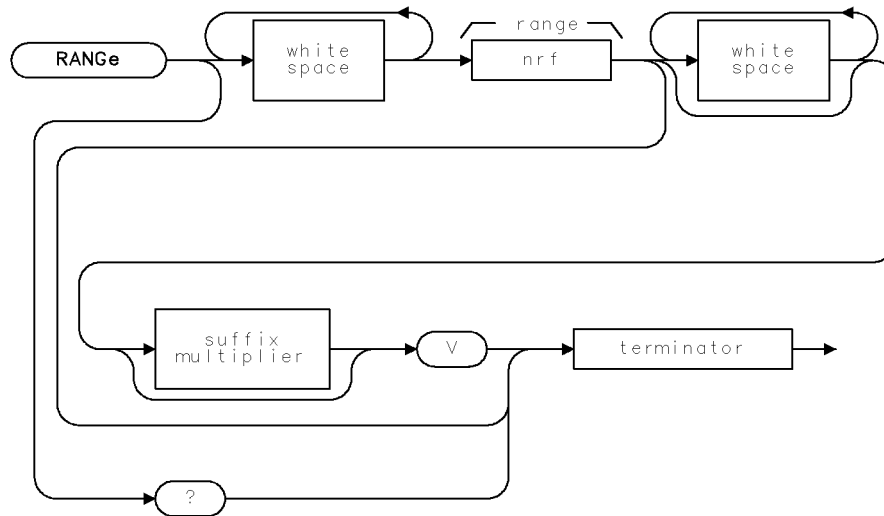 RANGe
white
space
range
nrf
white
space
suffix
multiplier
V
terminator
?